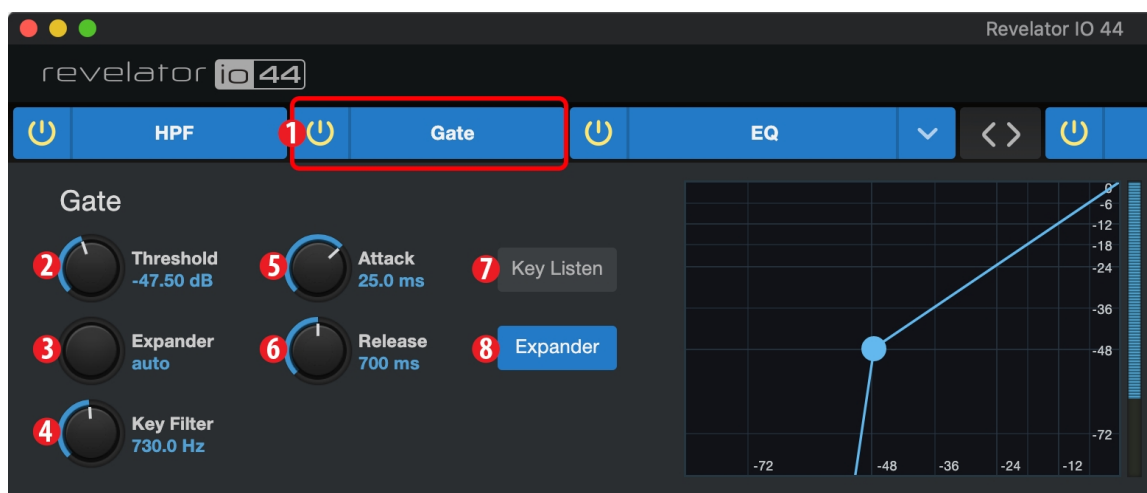 Revelator IO 44
revelator io 44
HPF
1 Gate
EQ
Gate
2 Threshold
-47.50 dB
5 Attack
25.0 ms
7 Key Listen
3 Expander
auto
6 Release
700 ms
8 Expander
4 Key Filter
730.0 Hz
0
-6
-12
-18
-24
-36
-48
-72
-72 -48 -36 -24 -12